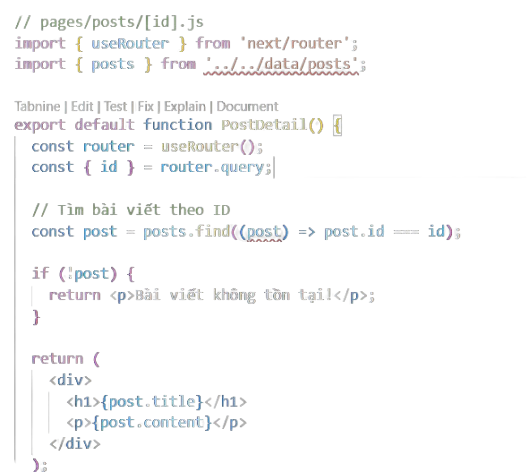 // pages/posts/[id].js
import { useRouter } from 'next/router';
import { posts } from '../../data/posts';
Tabnine | Edit | Test | Fix | Explain | Document
export default function PostDetail() {
const router = useRouter();
const { id } = router.query;
// Tìm bài viết theo ID
const post = posts.find((post) => post.id === id);
if (!post) {
return <p>Bài viết không tồn tại!</p>;
}
return (
<div>
<h1>{post.title}</h1>
<p>{post.content}</p>
</div>
);